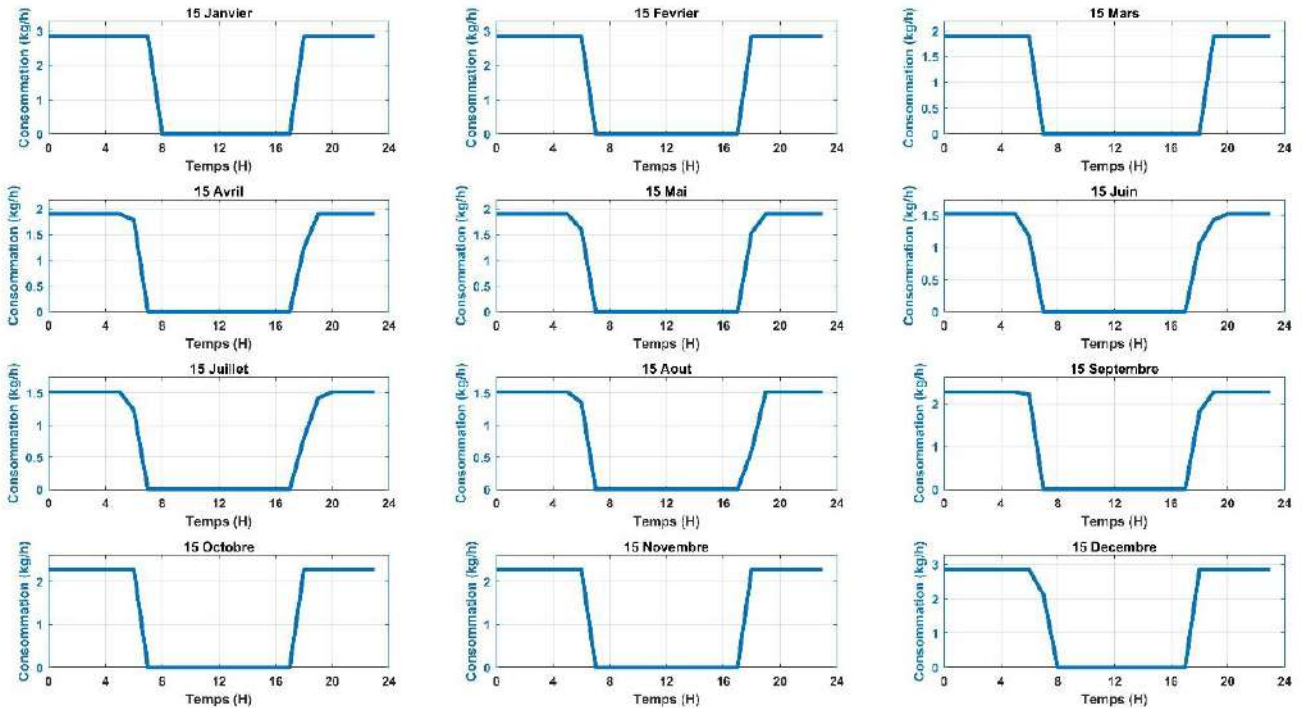 15 Janvier
Consommation (kg/h)
3
2
1
0
0 4 8 12 16 20 24
Temps (H)
15 Fevrier
Consommation (kg/h)
3
2
1
0
0 4 8 12 16 20 24
Temps (H)
15 Mars
Consommation (kg/h)
2
1.5
1
0.5
0
0 4 8 12 16 20 24
Temps (H)
15 Avril
Consommation (kg/h)
2
1.5
1
0.5
0
0 4 8 12 16 20 24
Temps (H)
15 Mai
Consommation (kg/h)
2
1.5
1
0.5
0
0 4 8 12 16 20 24
Temps (H)
15 Juin
Consommation (kg/h)
1.5
1
0.5
0
0 4 8 12 16 20 24
Temps (H)
15 Juillet
Consommation (kg/h)
1.5
1
0.5
0
0 4 8 12 16 20 24
Temps (H)
15 Aout
Consommation (kg/h)
1.5
1
0.5
0
0 4 8 12 16 20 24
Temps (H)
15 Septembre
Consommation (kg/h)
2
1
0
0 4 8 12 16 20 24
Temps (H)
15 Octobre
Consommation (kg/h)
2
1
0
0 4 8 12 16 20 24
Temps (H)
15 Novembre
Consommation (kg/h)
2
1
0
0 4 8 12 16 20 24
Temps (H)
15 Decembre
Consommation (kg/h)
3
2
1
0
0 4 8 12 16 20 24
Temps (H)